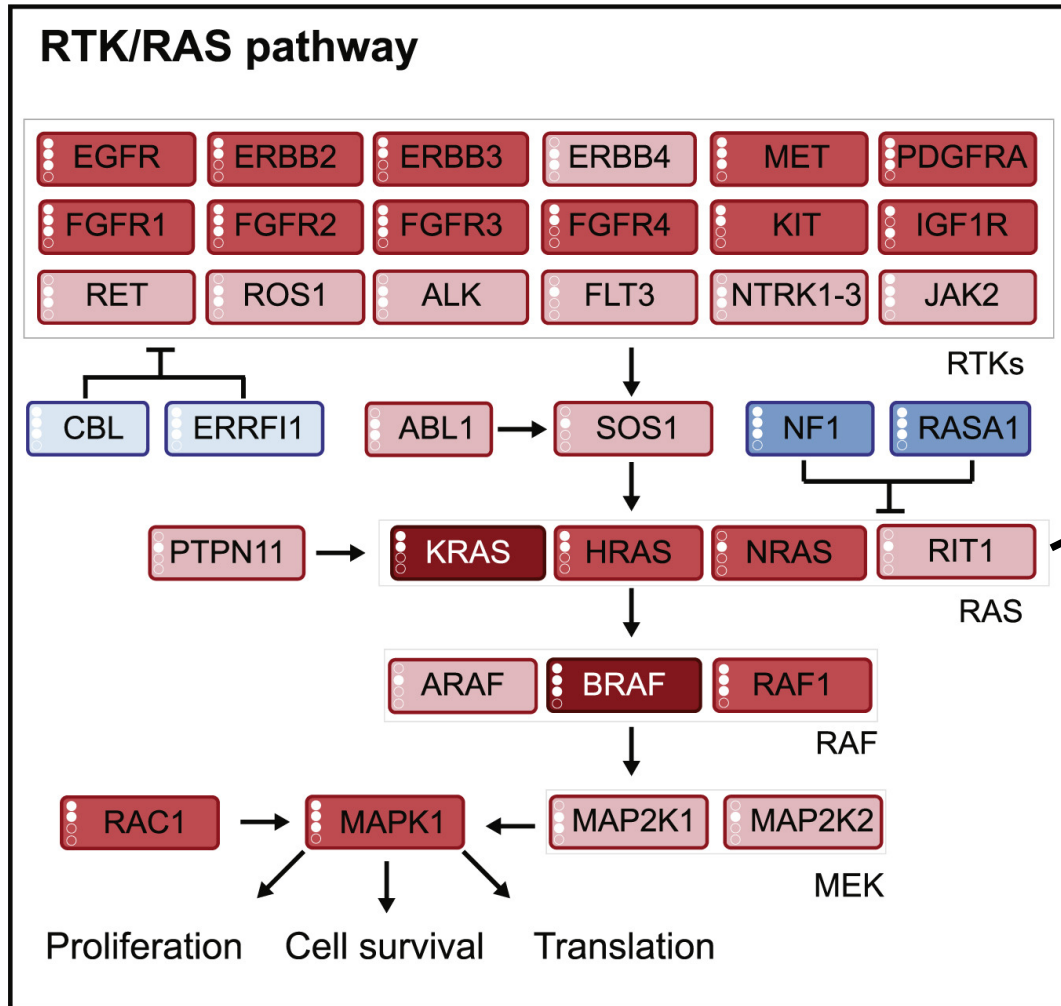 RTK/RAS pathway
EGFR ERBB2 ERBB3 ERBB4 MET PDGFRA
FGFR1 FGFR2 FGFR3 FGFR4 KIT IGF1R
RET ROS1 ALK FLT3 NTRK1-3 JAK2
RTKs
CBL ERRFI1 ABL1 SOS1 NF1 RASA1
PTPN11 KRAS HRAS NRAS RIT1
RAS
ARAF BRAF RAF1
RAF
RAC1 MAPK1 MAP2K1 MAP2K2
MEK
Proliferation Cell survival Translation